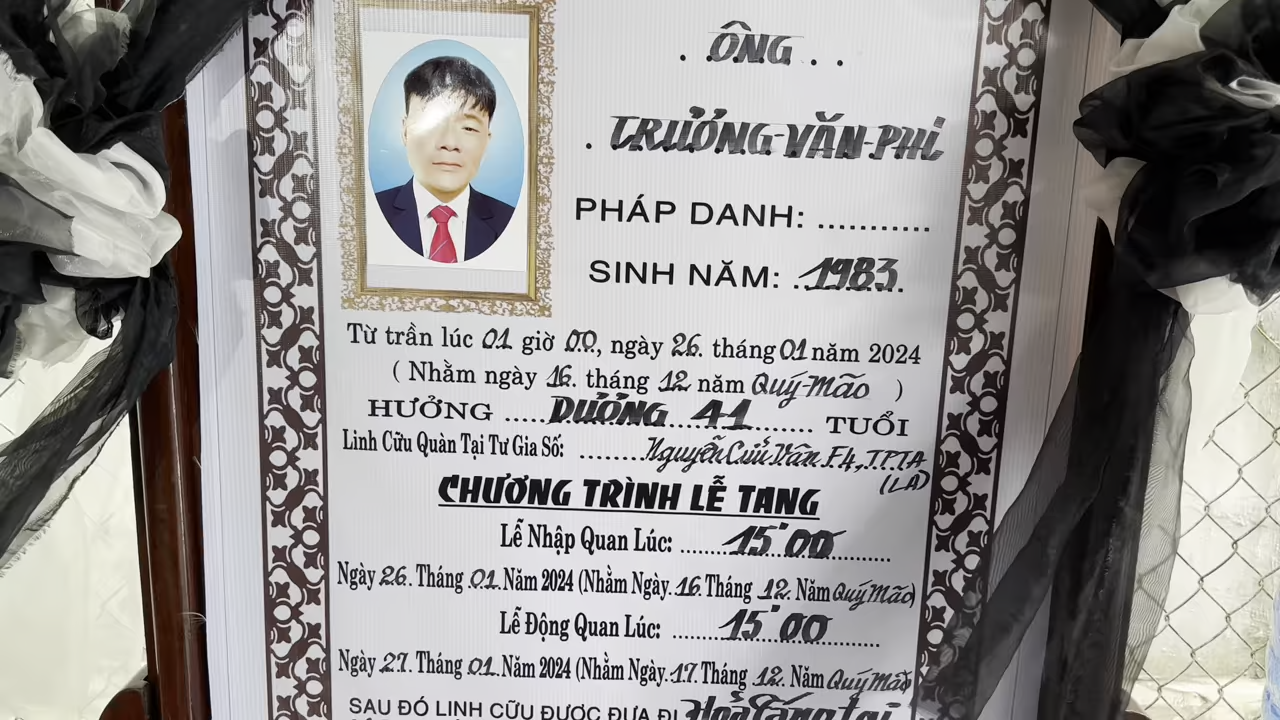 . ÔNG . .
. TRƯỞNG-VĂN-PHI
PHÁP DANH: ...........
SINH NĂM: .1983.
Từ trần lúc 01 giờ 00, ngày 26. tháng 01 năm 2024
( Nhằm ngày 16. tháng 12 năm Quý-Mão )
HƯỞNG ..... DƯƠNG 41 ........ TUỔI
Linh Cữu Quàn Tại Tư Gia Số: ........Nguyễn Cửu Vân F4, T.P.T.A
(LA)
CHƯƠNG TRÌNH LỄ TANG
Lễ Nhập Quan Lúc: ......15'00........
Ngày 26. Tháng 01. Năm 2024 (Nhằm Ngày. 16 Tháng 12. Năm Quý Mão)
Lễ Động Quan Lúc: ......15'00.......
Ngày 27. Tháng 01. Năm 2024 (Nhằm Ngày. 17. Tháng 12. Năm Quý Mão)
SAU ĐÓ LINH CỮU ĐƯỢC ĐƯA ĐI Hỏa Táng Tại